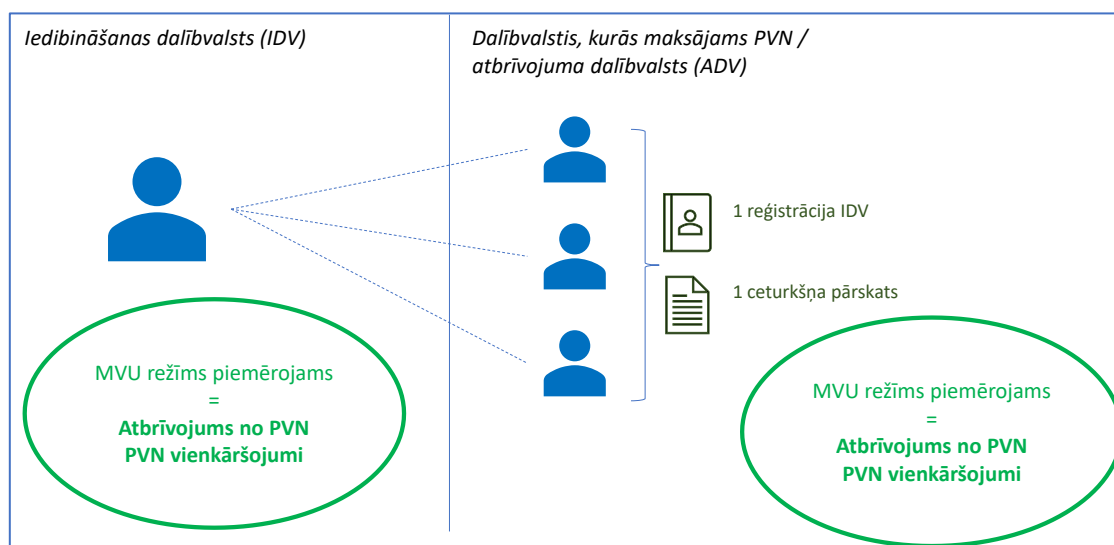 Iedibināšanas dalībvalsts (IDV)
Dalībvalstis, kurās maksājams PVN /
atbrīvojuma dalībvalsts (ADV)
1 reģistrācija IDV
1 ceturkšņa pārskats
MVU režīms piemērojams
=
Atbrīvojums no PVN
PVN vienkāršojumi
MVU režīms piemērojams
=
Atbrīvojums no PVN
PVN vienkāršojumi